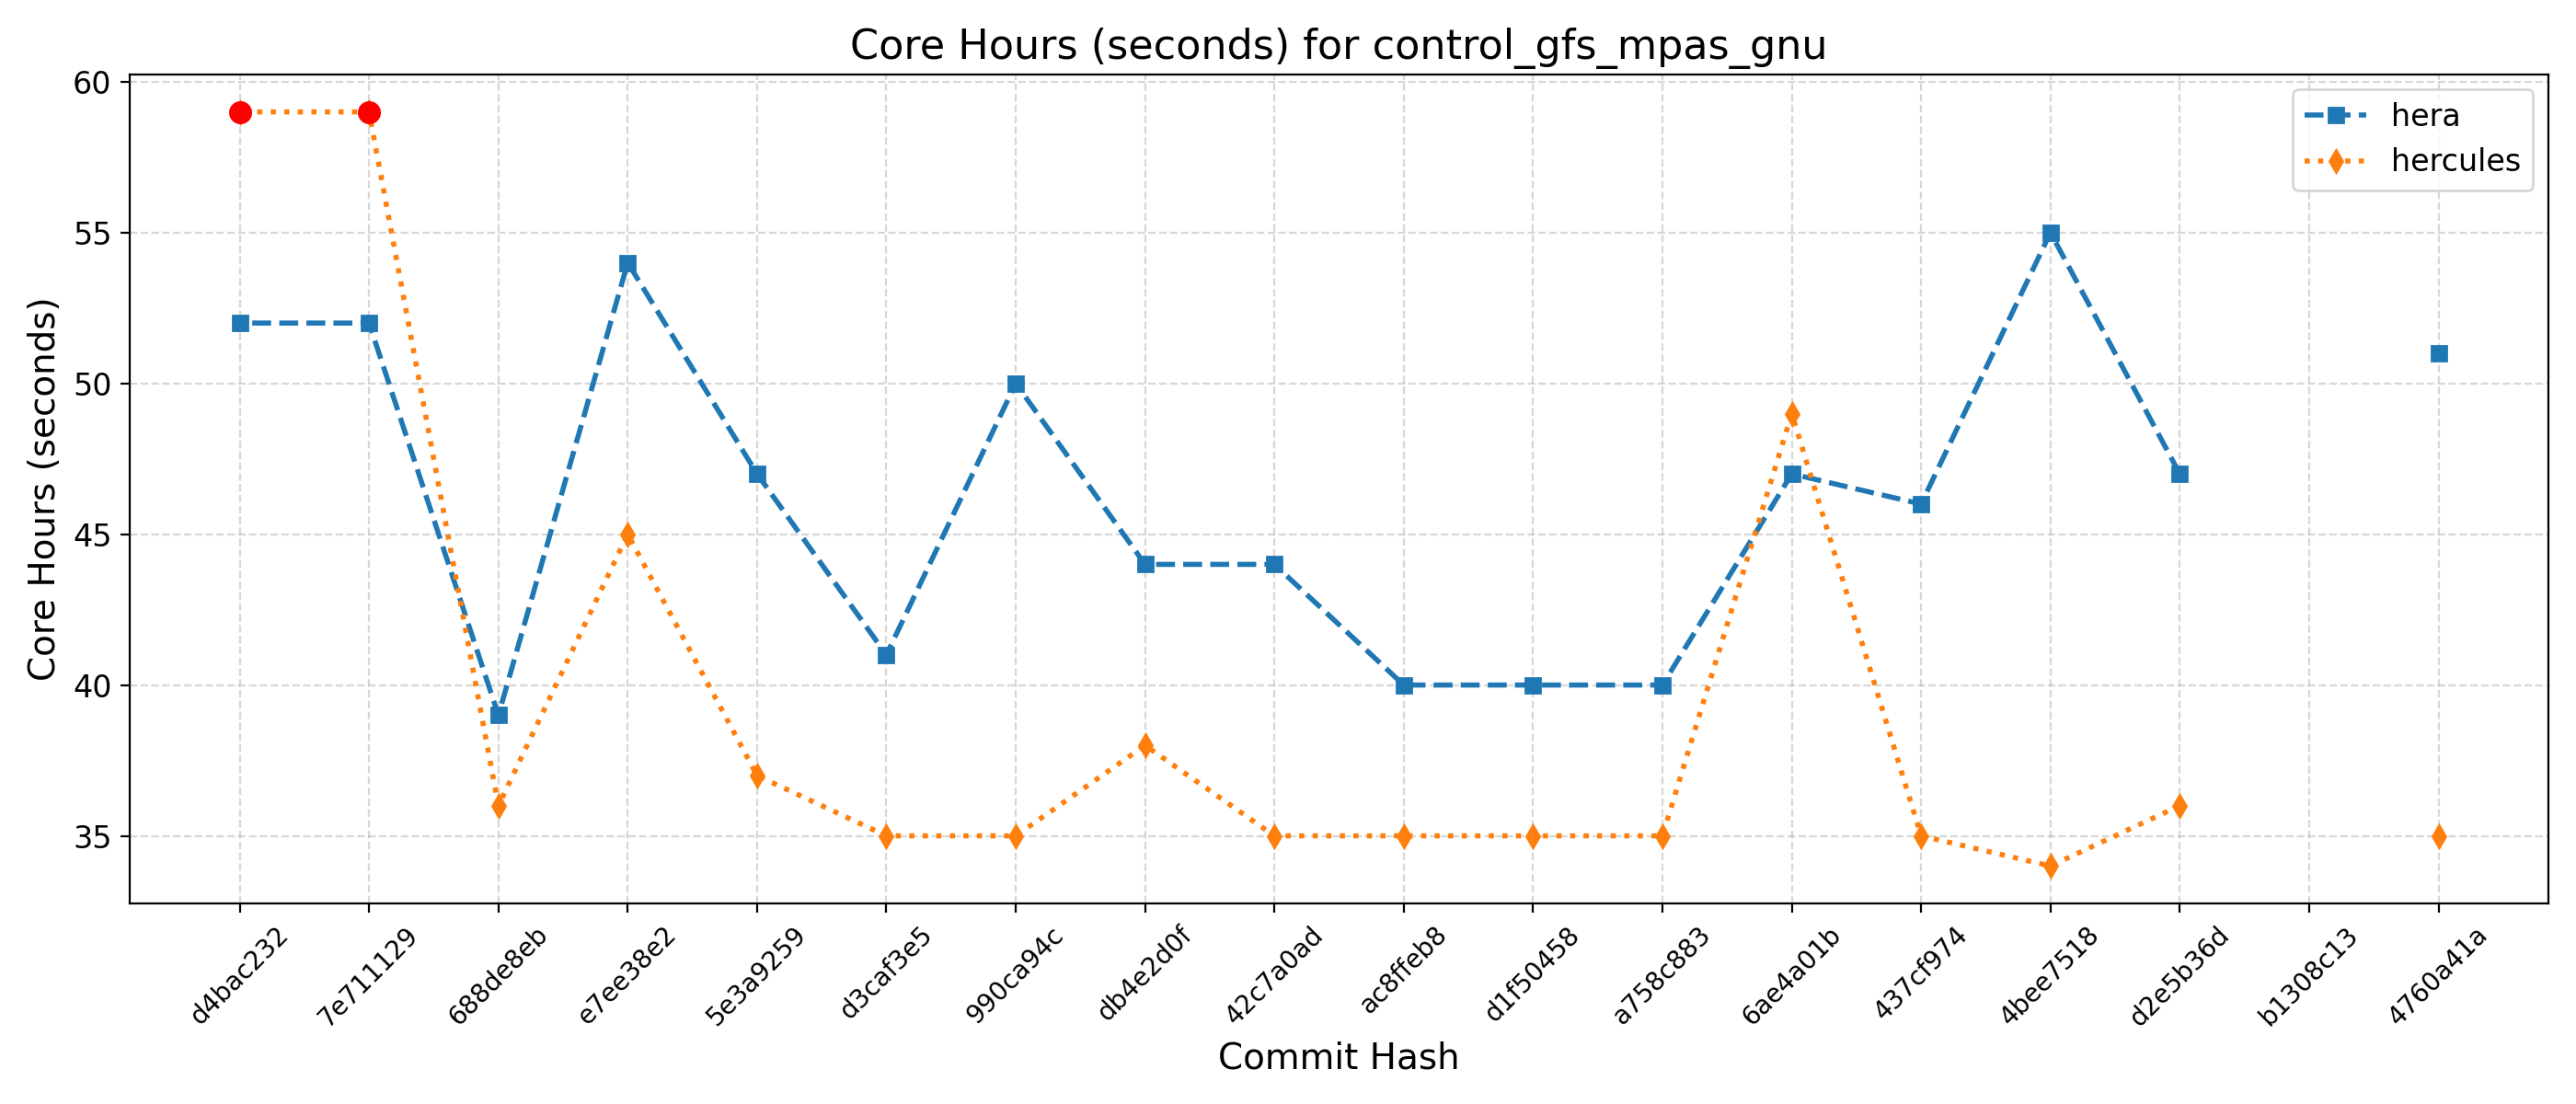 Core Hours (seconds) for control_gfs_mpas_gnu
hera
hercules
Core Hours (seconds)
60
55
50
45
40
35
d4bac232
7e711129
688de8eb
e7ee38e2
5e3a9259
d3caf3e5
990ca94c
db4e2d0f
42c7a0ad
ac8ffeb8
d1f50458
a758c883
6ae4a01b
437cf974
4bee7518
d2e5b36d
b1308c13
4760a41a
Commit Hash